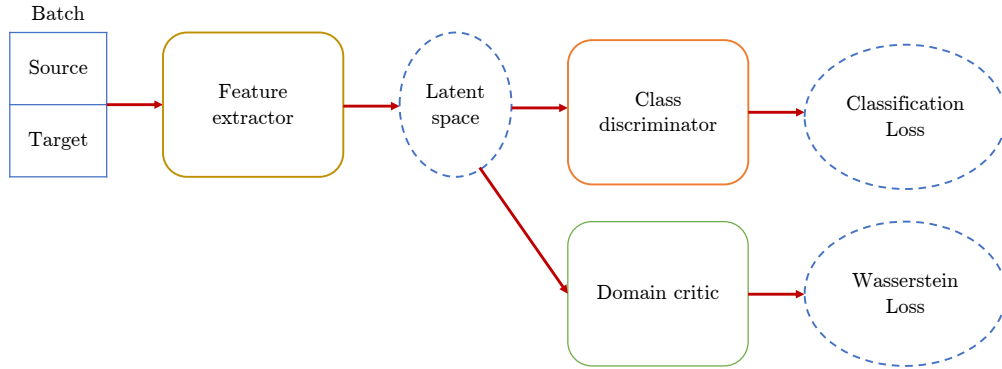 Batch
Source
Target
Feature
extractor
Latent
space
Class
discriminator
Classification
Loss
Domain critic
Wasserstein
Loss